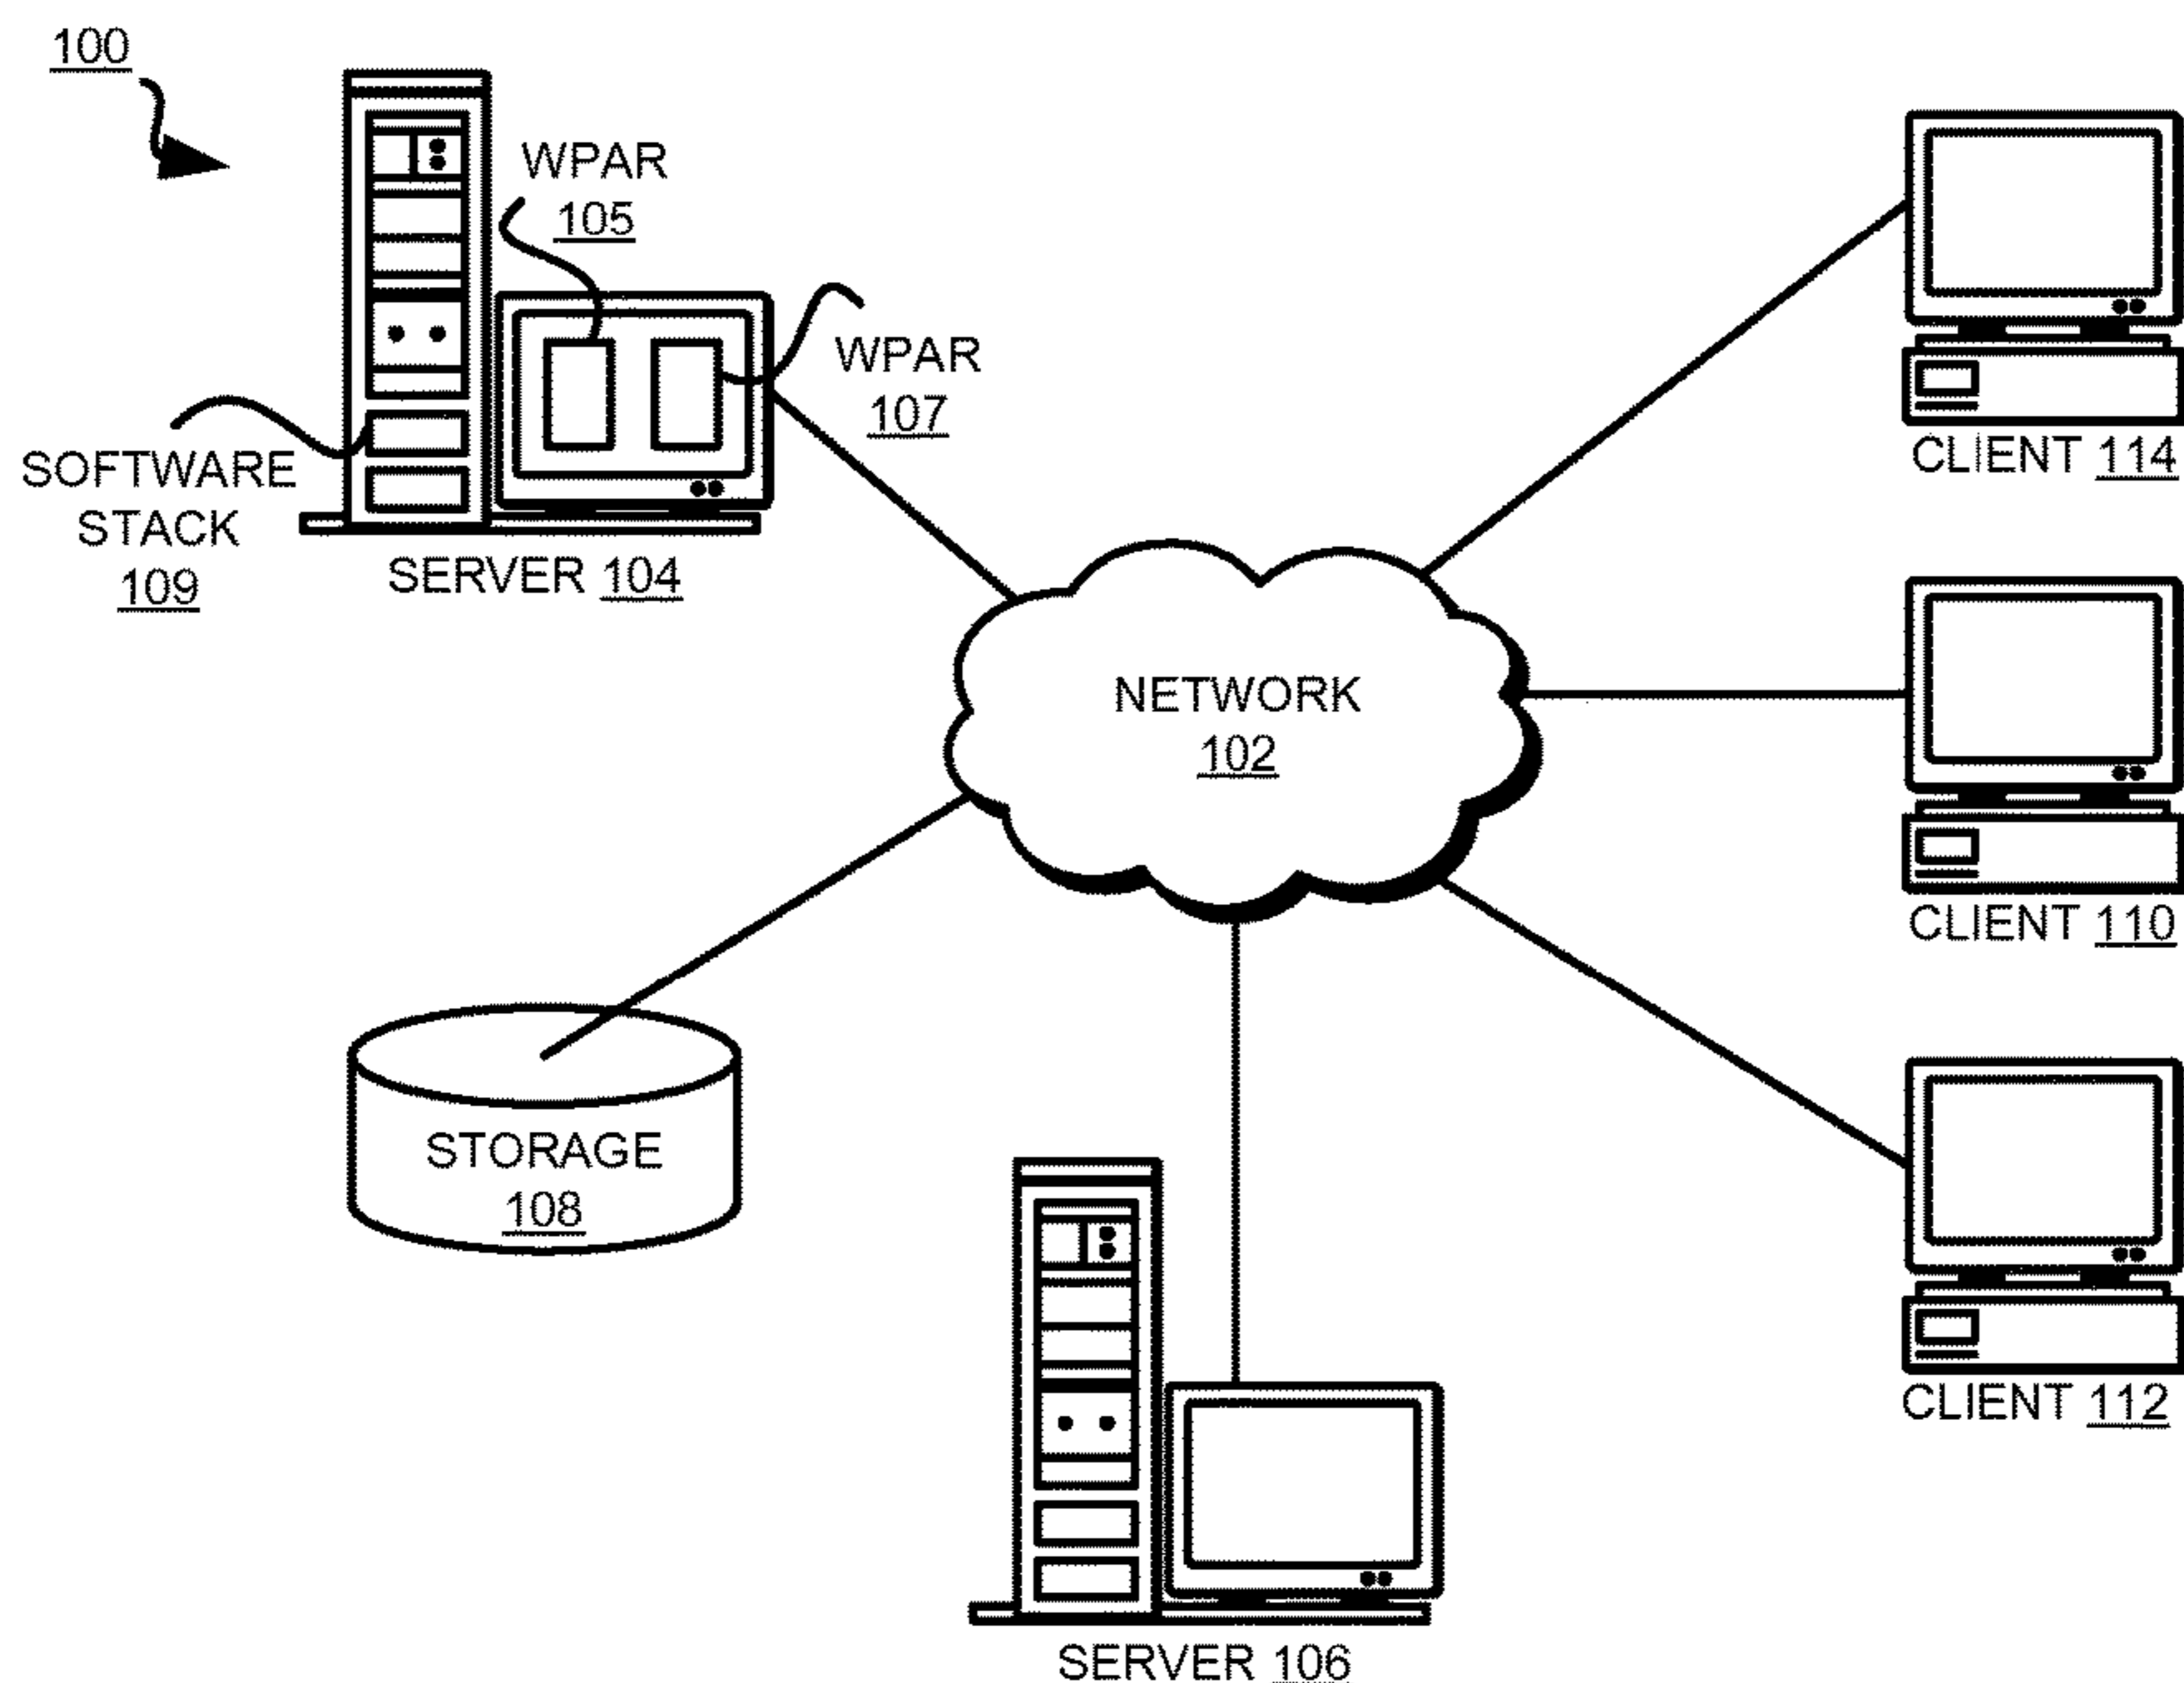 100
WPAR
105
WPAR
107
SOFTWARE
STACK
109
SERVER 104
CLIENT 114
NETWORK
102
CLIENT 110
STORAGE
108
CLIENT 112
SERVER 106